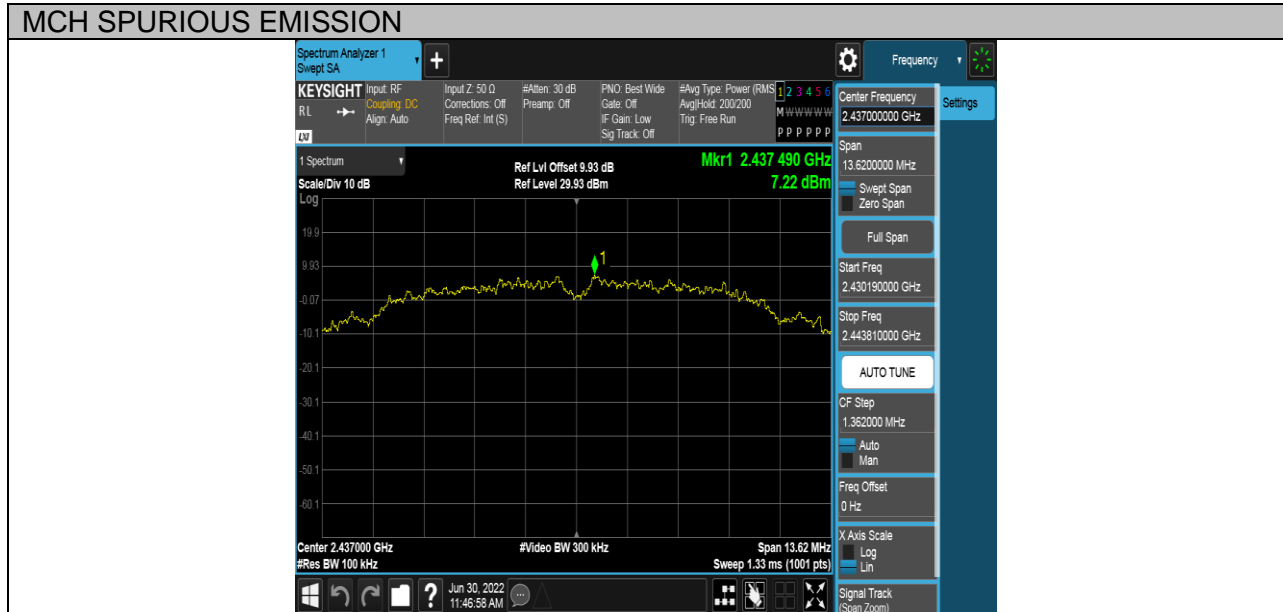 MCH SPURIOUS EMISSION
Spectrum Analyzer 1
Swept SA
+
Frequency
KEYSIGHT
RL
LXI
Input: RF
Coupling: DC
Align: Auto
Input Z: 50 Ω
Corrections: Off
Freq Ref: Int (S)
#Atten: 30 dB
Preamp: Off
PNO: Best Wide
Gate: Off
IF Gain: Low
Sig Track: Off
#Avg Type: Power (RMS
Avg|Hold: 200/200
Trig: Free Run
1 2 3 4 5 6
M W W W W W
P P P P P P
1 Spectrum
Scale/Div 10 dB
Log
Ref Lvl Offset 9.93 dB
Ref Level 29.93 dBm
Mkr1 2.437 490 GHz
7.22 dBm
19.9
9.93
-0.07
-10.1
-20.1
-30.1
-40.1
-50.1
-60.1
1
Center 2.437000 GHz
#Res BW 100 kHz
#Video BW 300 kHz
Span 13.62 MHz
Sweep 1.33 ms (1001 pts)
Center Frequency
2.437000000 GHz
Settings
Span
13.6200000 MHz
Swept Span
Zero Span
Full Span
Start Freq
2.430190000 GHz
Stop Freq
2.443810000 GHz
AUTO TUNE
CF Step
1.362000 MHz
Auto
Man
Freq Offset
0 Hz
X Axis Scale
Log
Lin
Signal Track
(Span Zoom)
?
Jun 30, 2022
11:46:58 AM